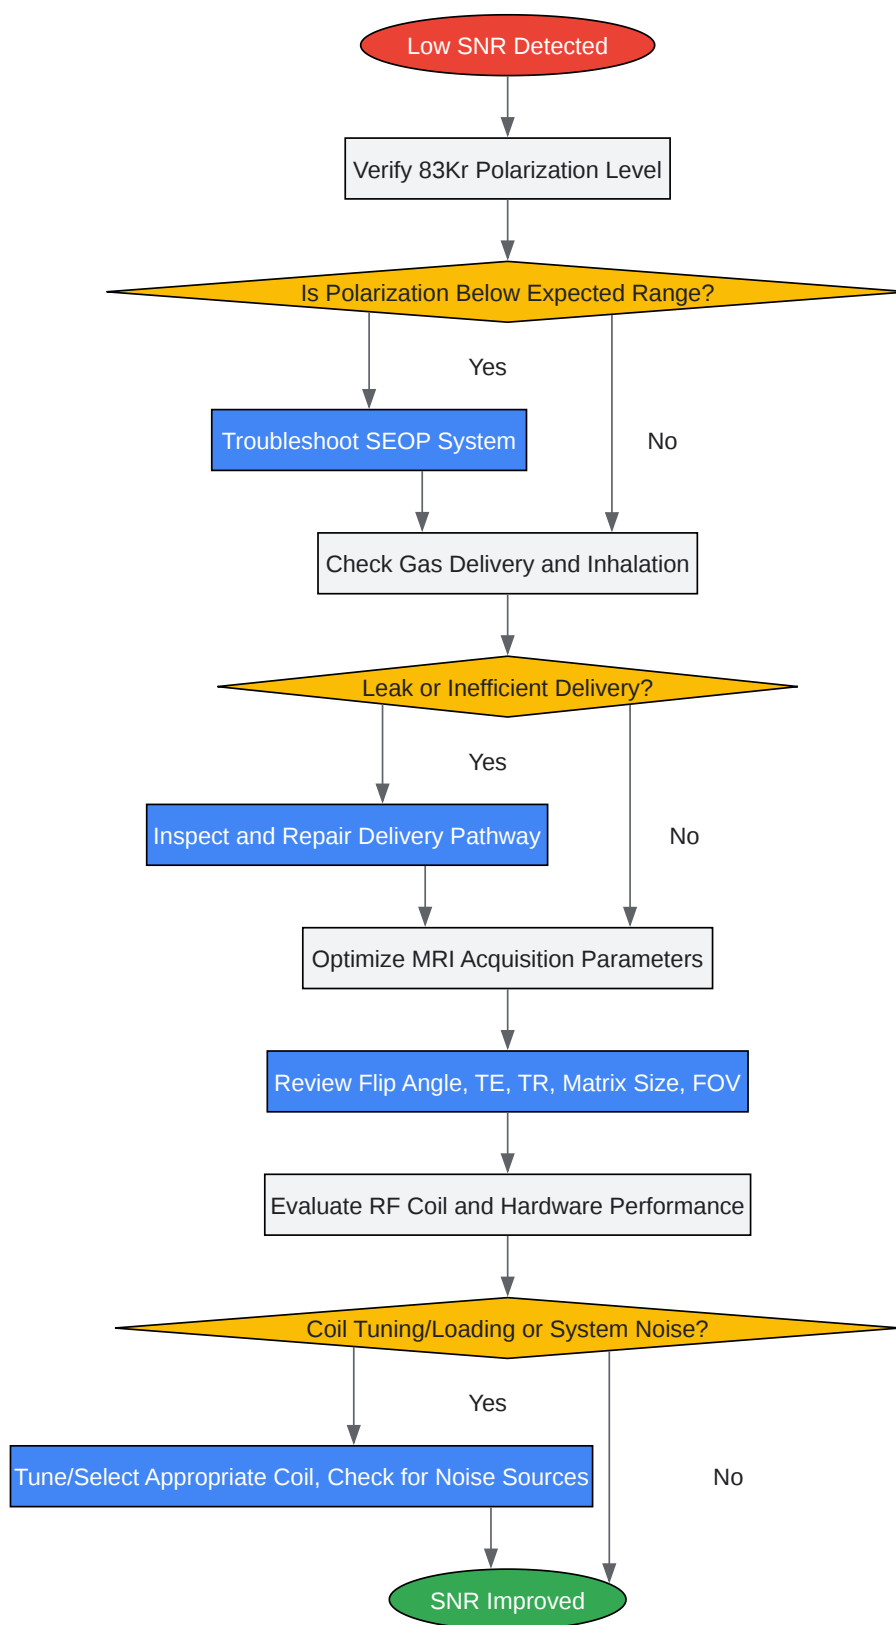 Low SNR Detected
Verify 83Kr Polarization Level
Is Polarization Below Expected Range?
Yes
Troubleshoot SEOP System
No
Check Gas Delivery and Inhalation
Leak or Inefficient Delivery?
Yes
Inspect and Repair Delivery Pathway
No
Optimize MRI Acquisition Parameters
Review Flip Angle, TE, TR, Matrix Size, FOV
Evaluate RF Coil and Hardware Performance
Coil Tuning/Loading or System Noise?
Yes
Tune/Select Appropriate Coil, Check for Noise Sources
No
SNR Improved